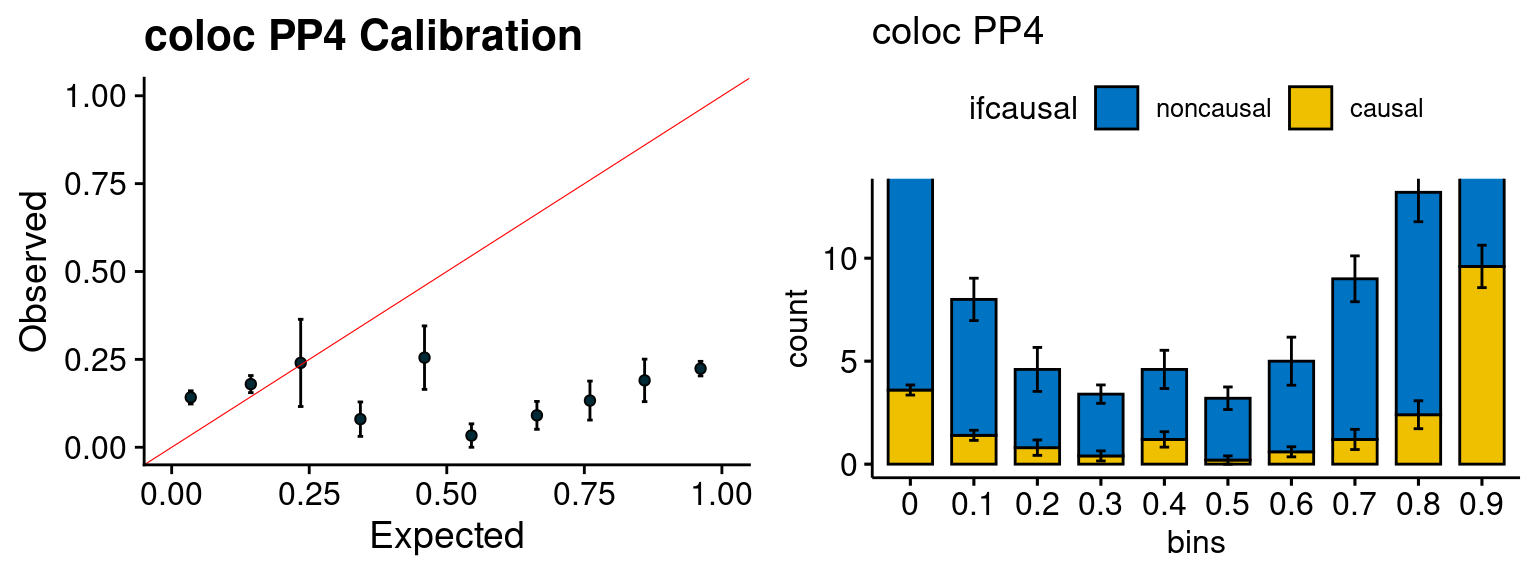 coloc PP4 Calibration
1.00
0.75
0.50
0.25
0.00
Observed
0.00 0.25 0.50 0.75 1.00
Expected
coloc PP4
ifcausal noncausal causal
10
5
0
count
0 0.1 0.2 0.3 0.4 0.5 0.6 0.7 0.8 0.9
bins